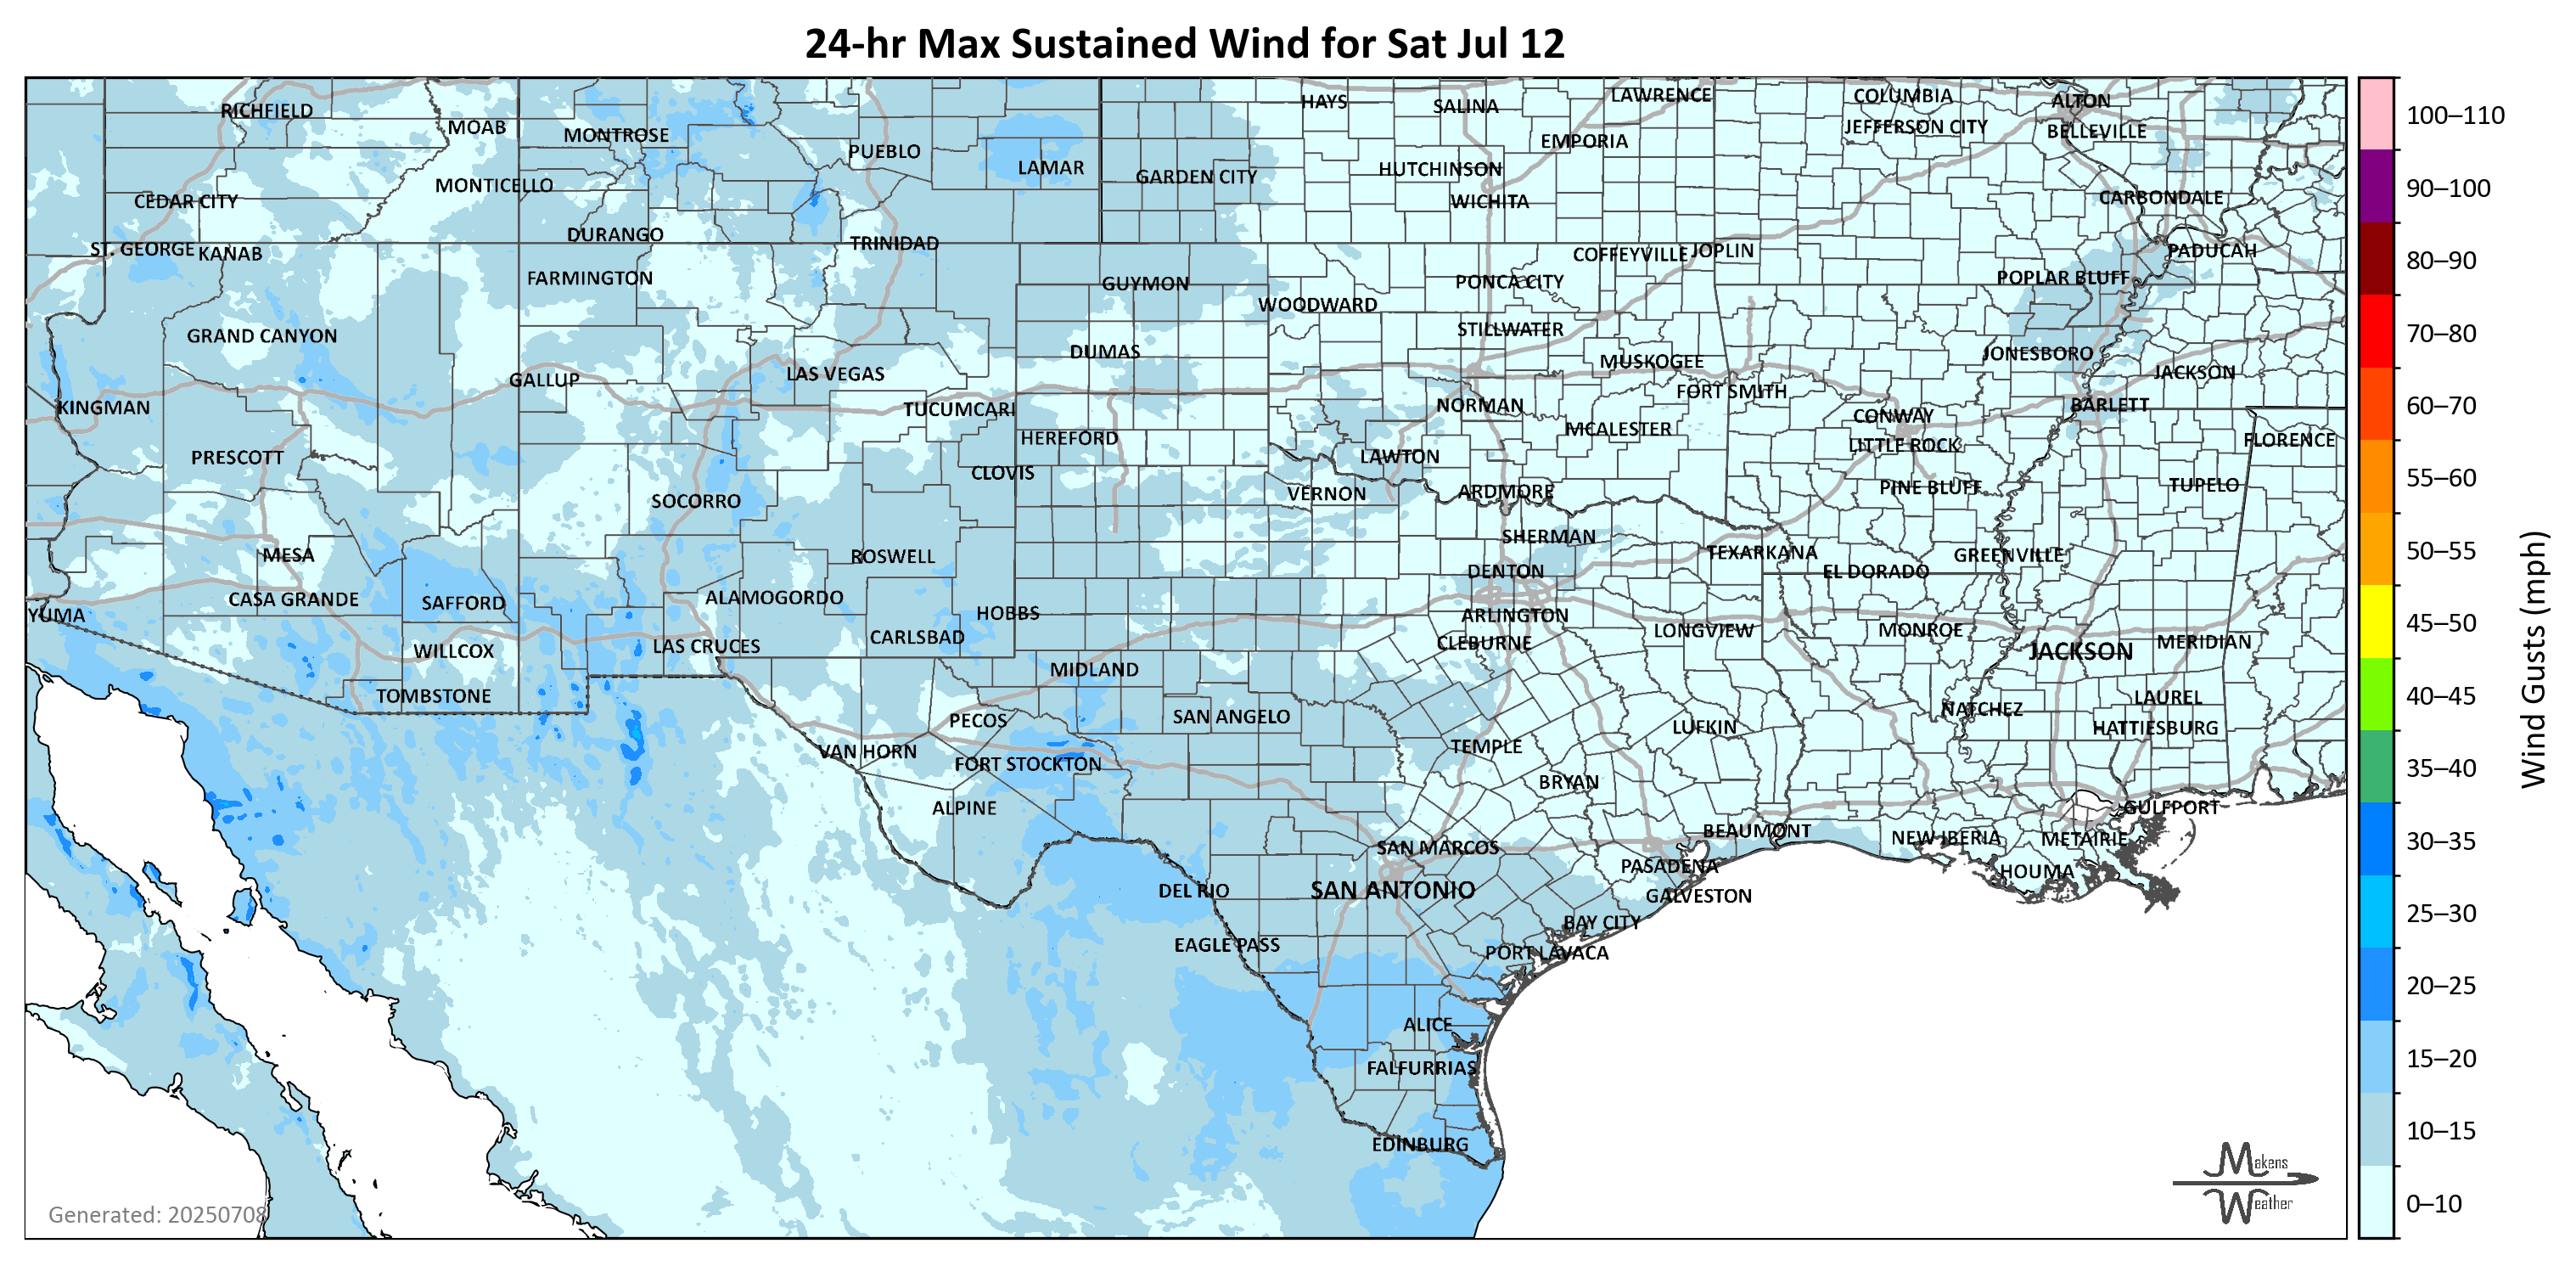 24-hr Max Sustained Wind for Sat Jul 12
RICHFIELD
MOAB
MONTROSE
PUEBLO
LAMAR
GARDEN CITY
HAYS
SALINA
LAWRENCE
EMPORIA
HUTCHINSON
WICHITA
COLUMBIA
JEFFERSON CITY
ALTON
BELLEVILLE
CARBONDALE
CEDAR CITY
MONTICELLO
ST. GEORGE
KANAB
DURANGO
TRINIDAD
FARMINGTON
GUYMON
COFFEYVILLE
JOPLIN
PADUCAH
POPLAR BLUFF
PONCA CITY
WOODWARD
GRAND CANYON
STILLWATER
DUMAS
MUSKOGEE
JONESBORO
JACKSON
GALLUP
LAS VEGAS
FORT SMITH
KINGMAN
TUCUMCARI
NORMAN
CONWAY
BARLETT
MCALESTER
HEREFORD
LITTLE ROCK
FLORENCE
PRESCOTT
LAWTON
CLOVIS
SOCORRO
VERNON
ARDMORE
PINE BLUFF
TUPELO
MESA
ROSWELL
SHERMAN
TEXARKANA
GREENVILLE
DENTON
EL DORADO
CASA GRANDE
SAFFORD
ALAMOGORDO
HOBBS
ARLINGTON
YUMA
WILLCOX
LAS CRUCES
CARLSBAD
CLEBURNE
LONGVIEW
MONROE
JACKSON
MERIDIAN
TOMBSTONE
MIDLAND
LAUREL
PECOS
SAN ANGELO
NATCHEZ
HATTIESBURG
LUFKIN
VAN HORN
FORT STOCKTON
TEMPLE
BRYAN
ALPINE
GULFPORT
BEAUMONT
NEW IBERIA
METAIRIE
SAN MARCOS
PASADENA
HOUMA
DEL RIO
SAN ANTONIO
GALVESTON
BAY CITY
EAGLE PASS
PORT LAVACA
ALICE
FALFURRIAS
EDINBURG
Generated: 20250708
Makens
Weather
100–110
90–100
80–90
70–80
60–70
55–60
50–55
45–50
40–45
35–40
30–35
25–30
20–25
15–20
10–15
0–10
Wind Gusts (mph)